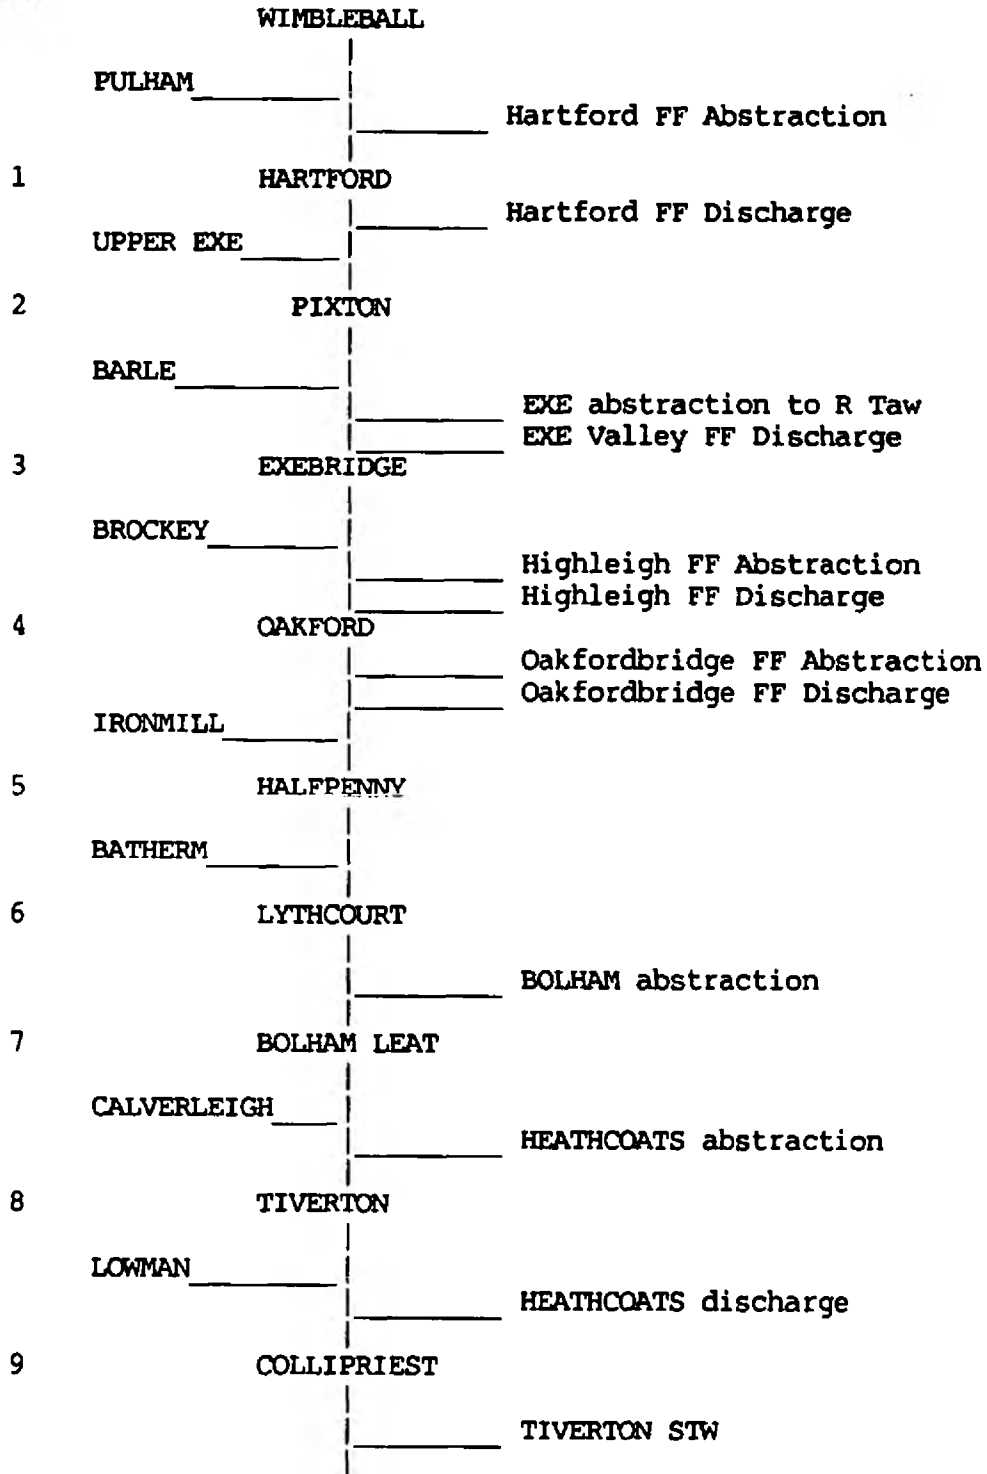 WIMBLEBALL
PULHAM
Hartford FF Abstraction
1 HARTFORD
Hartford FF Discharge
UPPER EXE
2 PIXTON
BARLE
EXE abstraction to R Taw
EXE Valley FF Discharge
3 EXEBRIDGE
BROCKEY
Highleigh FF Abstraction
Highleigh FF Discharge
4 OAKFORD
Oakfordbridge FF Abstraction
Oakfordbridge FF Discharge
IRONMILL
5 HALFPENNY
BATHERM
6 LYTHCOURT
BOLHAM abstraction
7 BOLHAM LEAT
CALVERLEIGH
HEATHCOATS abstraction
8 TIVERTON
LOWMAN
HEATHCOATS discharge
9 COLLIPRIEST
TIVERTON STW